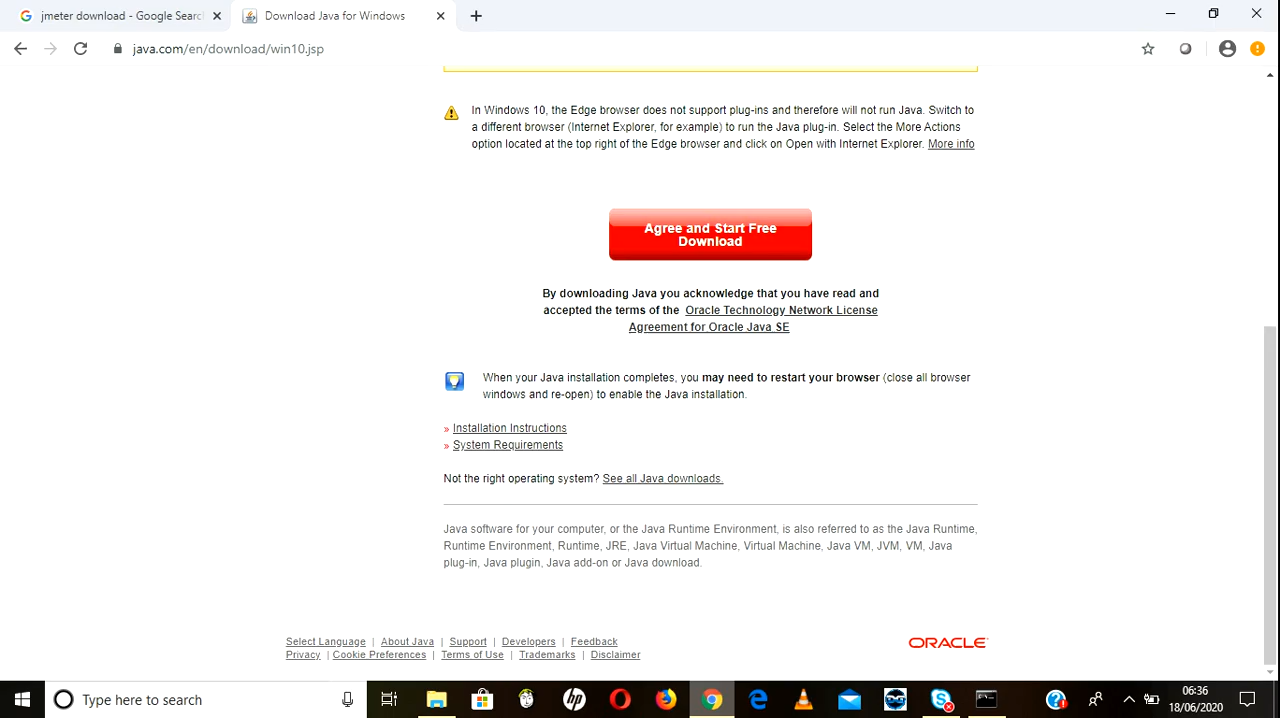 jmeter download - Google Searc
Download Java for Windows
java.com/en/download/win10.jsp
In Windows 10, the Edge browser does not support plug-ins and therefore will not run Java. Switch to
a different browser (Internet Explorer, for example) to run the Java plug-in. Select the More Actions
option located at the top right of the Edge browser and click on Open with Internet Explorer. More info
Agree and Start Free
Download
By downloading Java you acknowledge that you have read and
accepted the terms of the Oracle Technology Network License
Agreement for Oracle Java SE
When your Java installation completes, you may need to restart your browser (close all browser
windows and re-open) to enable the Java installation.
» Installation Instructions
» System Requirements
Not the right operating system? See all Java downloads.
Java software for your computer, or the Java Runtime Environment, is also referred to as the Java Runtime,
Runtime Environment, Runtime, JRE, Java Virtual Machine, Virtual Machine, Java VM, JVM, VM, Java
plug-in, Java plugin, Java add-on or Java download.
Select Language | About Java | Support | Developers | Feedback
Privacy | Cookie Preferences | Terms of Use | Trademarks | Disclaimer
ORACLE
Type here to search
06:36
18/06/2020